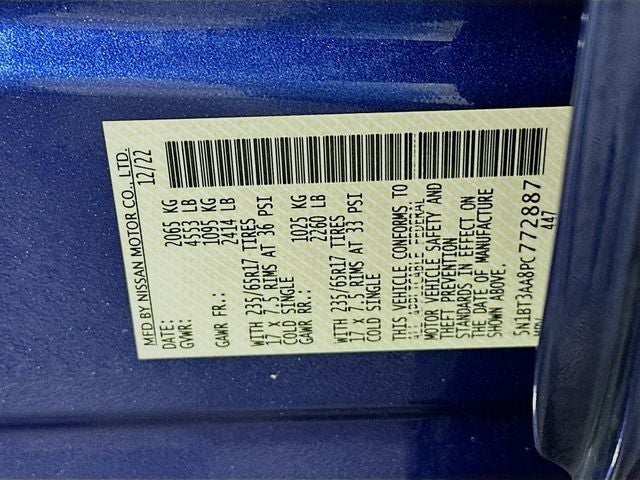 MFD BY NISSAN MOTOR CO., LTD.
DATE: 12/22
GVWR: 2065 KG
4553 LB
GAWR FR.: 1095 KG
2414 LB
WITH 235/65R17 TIRES
17 X 7.5 RIMS AT 36 PSI
COLD SINGLE
GAWR RR.: 1025 KG
2260 LB
WITH 235/65R17 TIRES
17 X 7.5 RIMS AT 33 PSI
COLD SINGLE
THIS VEHICLE CONFORMS TO
ALL APPLICABLE FEDERAL
MOTOR VEHICLE SAFETY AND
THEFT PREVENTION
STANDARDS IN EFFECT ON
THE DATE OF MANUFACTURE
SHOWN ABOVE.
5N1BT3AA8PC772887
447